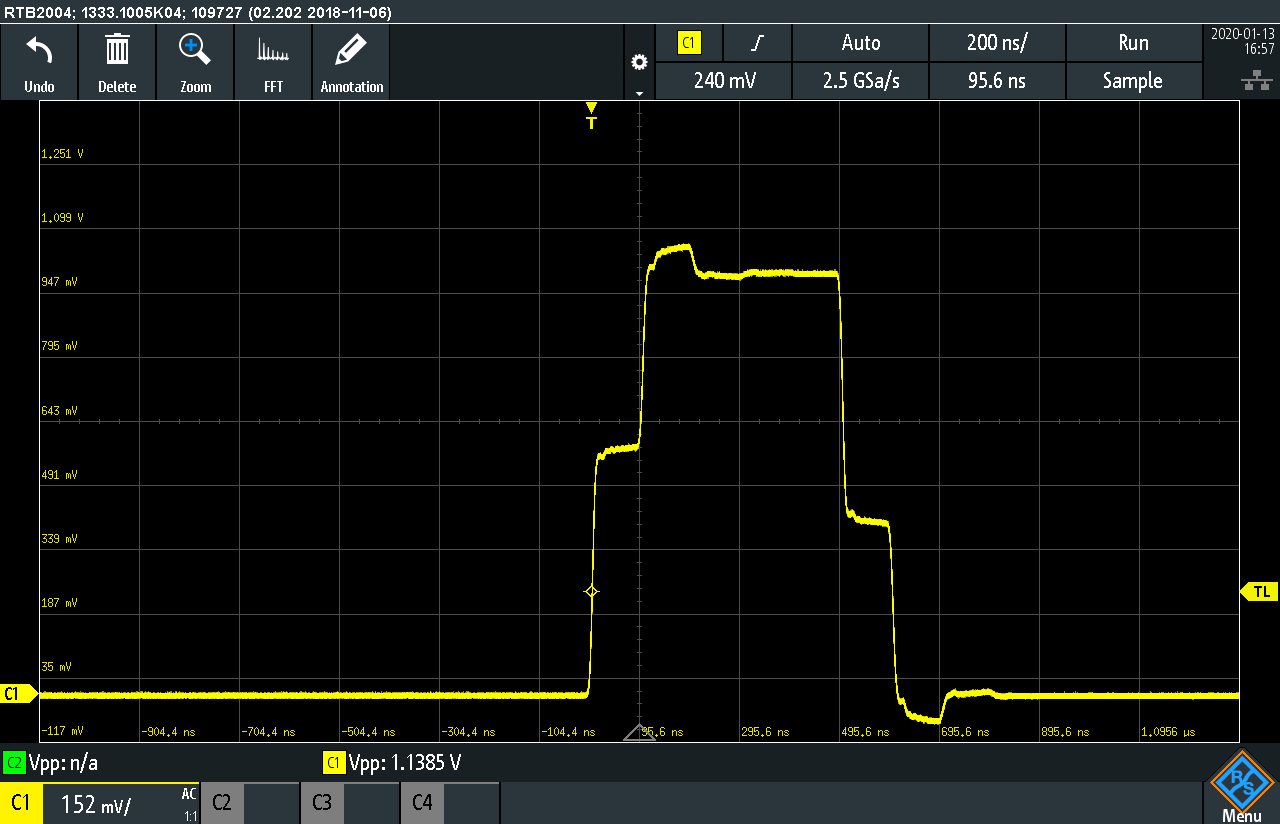 RTB2004; 1333.1005K04; 109727 (02.202 2018-11-06)
Undo
Delete
Zoom
FFT
Annotation
C1
Auto
200 ns/
Run
240 mV
2.5 GSa/s
95.6 ns
Sample
2020-01-13
16:57
T
1.251 V
1.099 V
947 mV
795 mV
643 mV
491 mV
339 mV
187 mV
35 mV
-117 mV
TL
C1
-904.4 ns
-704.4 ns
-504.4 ns
-304.4 ns
-104.4 ns
95.6 ns
295.6 ns
495.6 ns
695.6 ns
895.6 ns
1.0956 µs
C2 Vpp: n/a
C1 Vpp: 1.1385 V
C1 152 mV/ AC
1:1
C2
C3
C4
R&S
Menu